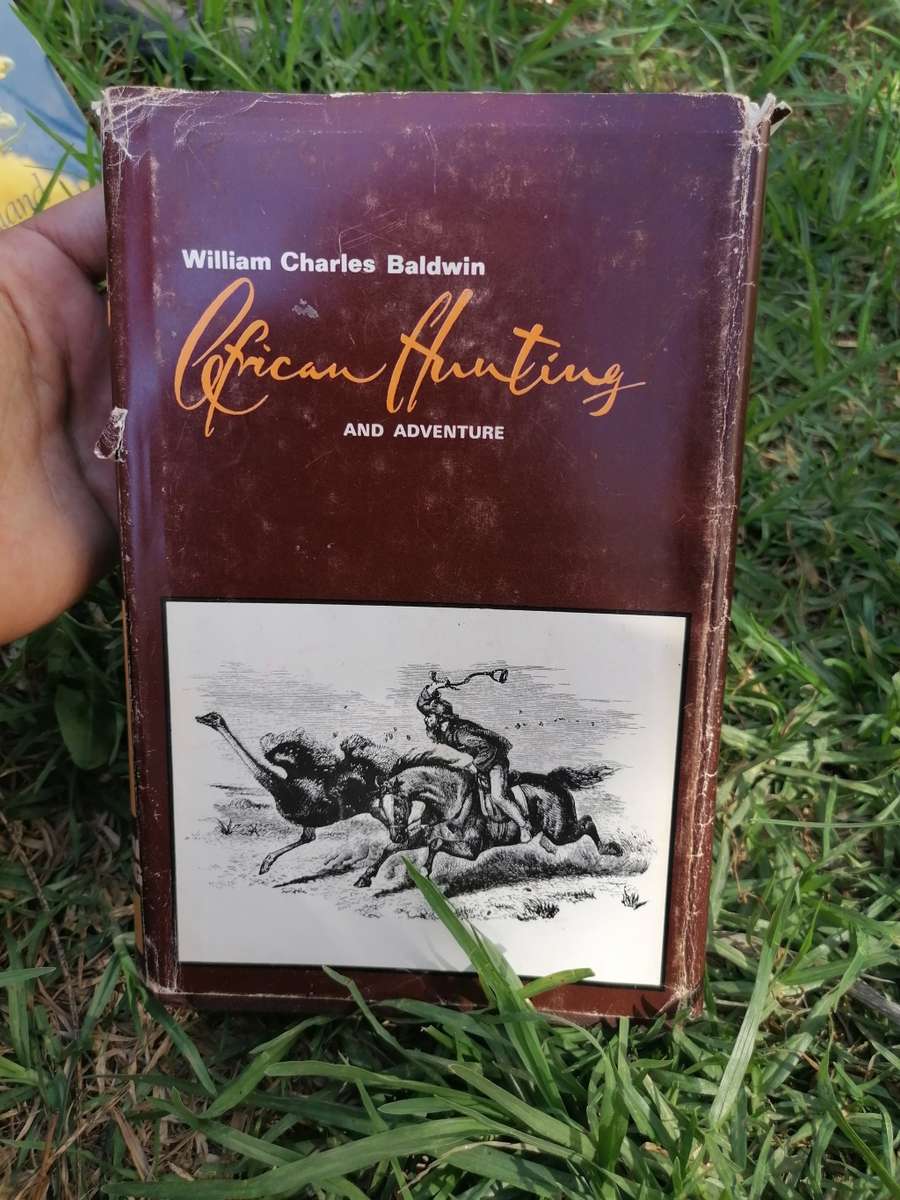 William Charles Baldwin
African Hunting
AND ADVENTURE